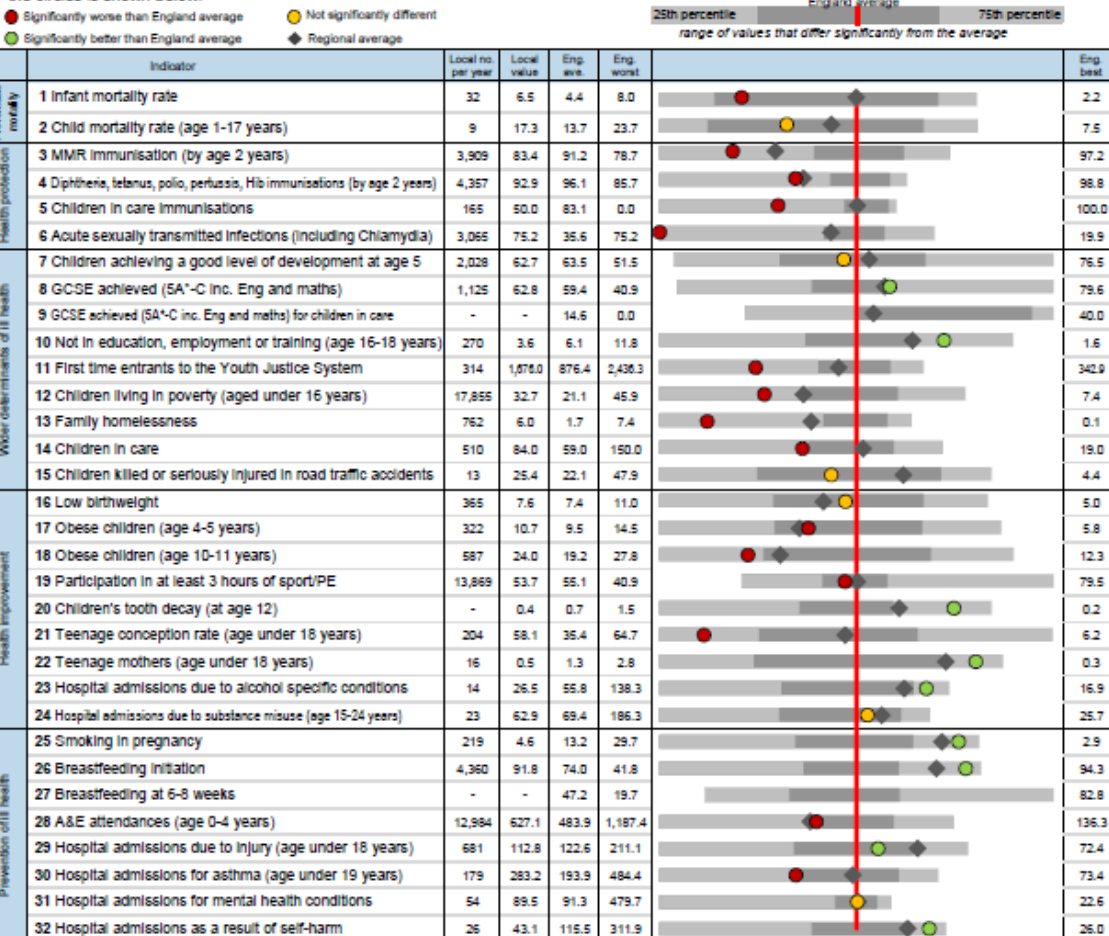 Significantly worse than England average
Not significantly different
England average
25th percentile 75th percentile
Significantly better than England average
Regional average
range of values that differ significantly from the average
Indicator Local no. per year Local value Eng. ave. Eng. worst Eng. best
mortality
1 Infant mortality rate 32 6.5 4.4 8.0 2.2
2 Child mortality rate (age 1-17 years) 9 17.3 13.7 23.7 7.5
Health protection
3 MMR immunisation (by age 2 years) 3,909 83.4 91.2 78.7 97.2
4 Diphtheria, tetanus, polio, pertussis, Hib immunisations (by age 2 years) 4,357 92.9 96.1 85.7 98.8
5 Children in care immunisations 165 50.0 83.1 0.0 100.0
6 Acute sexually transmitted infections (including Chlamydia) 3,065 75.2 35.6 75.2 19.9
Wider determinants of ill health
7 Children achieving a good level of development at age 5 2,028 62.7 63.5 51.5 76.5
8 GCSE achieved (5A*-C inc. Eng and maths) 1,125 62.8 59.4 40.9 79.6
9 GCSE achieved (5A*-C inc. Eng and maths) for children in care - - 14.6 0.0 40.0
10 Not in education, employment or training (age 16-18 years) 270 3.6 6.1 11.8 1.6
11 First time entrants to the Youth Justice System 314 1,676.0 876.4 2,436.3 342.9
12 Children living in poverty (aged under 16 years) 17,855 32.7 21.1 45.9 7.4
13 Family homelessness 762 6.0 1.7 7.4 0.1
14 Children in care 510 84.0 59.0 150.0 19.0
15 Children killed or seriously injured in road traffic accidents 13 25.4 22.1 47.9 4.4
Health improvement
16 Low birthweight 365 7.6 7.4 11.0 5.0
17 Obese children (age 4-5 years) 322 10.7 9.5 14.5 5.8
18 Obese children (age 10-11 years) 587 24.0 19.2 27.8 12.3
19 Participation in at least 3 hours of sport/PE 13,869 53.7 55.1 40.9 79.5
20 Children's tooth decay (at age 12) - 0.4 0.7 1.5 0.2
21 Teenage conception rate (age under 18 years) 204 58.1 35.4 64.7 6.2
22 Teenage mothers (age under 18 years) 16 0.5 1.3 2.8 0.3
23 Hospital admissions due to alcohol specific conditions 14 26.5 55.8 138.3 16.9
24 Hospital admissions due to substance misuse (age 15-24 years) 23 62.9 69.4 186.3 25.7
Prevention of ill health
25 Smoking in pregnancy 219 4.6 13.2 29.7 2.9
26 Breastfeeding initiation 4,360 91.8 74.0 41.8 94.3
27 Breastfeeding at 6-8 weeks - - 47.2 19.7 82.8
28 A&E attendances (age 0-4 years) 12,984 627.1 483.9 1,187.4 136.3
29 Hospital admissions due to injury (age under 18 years) 681 112.8 122.6 211.1 72.4
30 Hospital admissions for asthma (age under 19 years) 179 283.2 193.9 484.4 73.4
31 Hospital admissions for mental health conditions 54 89.5 91.3 479.7 22.6
32 Hospital admissions as a result of self-harm 26 43.1 115.5 311.9 26.0